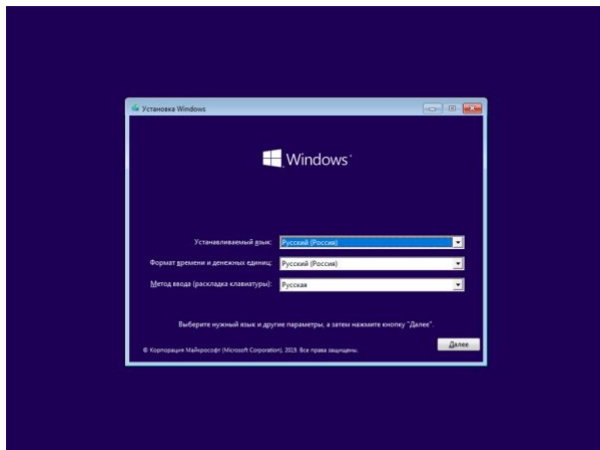 Установка Windows
Windows
Устанавливаемый язык: Русский (Россия)
Формат времени и денежных единиц: Русский (Россия)
Метод ввода (раскладка клавиатуры): Русская
Выберите нужный язык и другие параметры, а затем нажмите кнопку "Далее".
© Корпорация Майкрософт (Microsoft Corporation), 2023. Все права защищены.
Далее